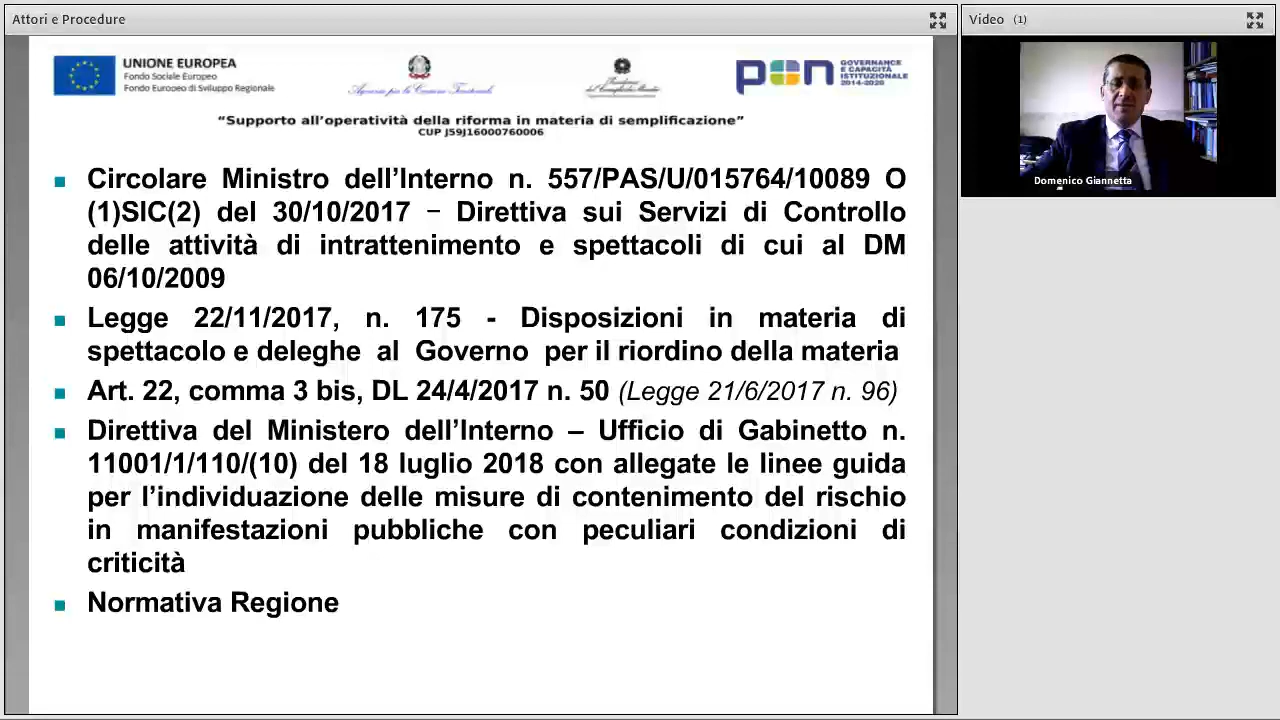 Attori e Procedure
Video (1)
UNIONE EUROPEA
Fondo Sociale Europeo
Fondo Europeo di Sviluppo Regionale
Agenzia per la Coesione Territoriale
pon
GOVERNANCE
E CAPACITÀ
ISTITUZIONALE
2014-2020
“Supporto all’operatività della riforma in materia di semplificazione”
CUP J59J16000760006
Domenico Giannetta
Circolare Ministro dell’Interno n. 557/PAS/U/015764/10089 O
(1)SIC(2) del 30/10/2017 – Direttiva sui Servizi di Controllo
delle attività di intrattenimento e spettacoli di cui al DM
06/10/2009
Legge 22/11/2017, n. 175 - Disposizioni in materia di
spettacolo e deleghe al Governo per il riordino della materia
Art. 22, comma 3 bis, DL 24/4/2017 n. 50 (Legge 21/6/2017 n. 96)
Direttiva del Ministero dell’Interno – Ufficio di Gabinetto n.
11001/1/110/(10) del 18 luglio 2018 con allegate le linee guida
per l’individuazione delle misure di contenimento del rischio
in manifestazioni pubbliche con peculiari condizioni di
criticità
Normativa Regione